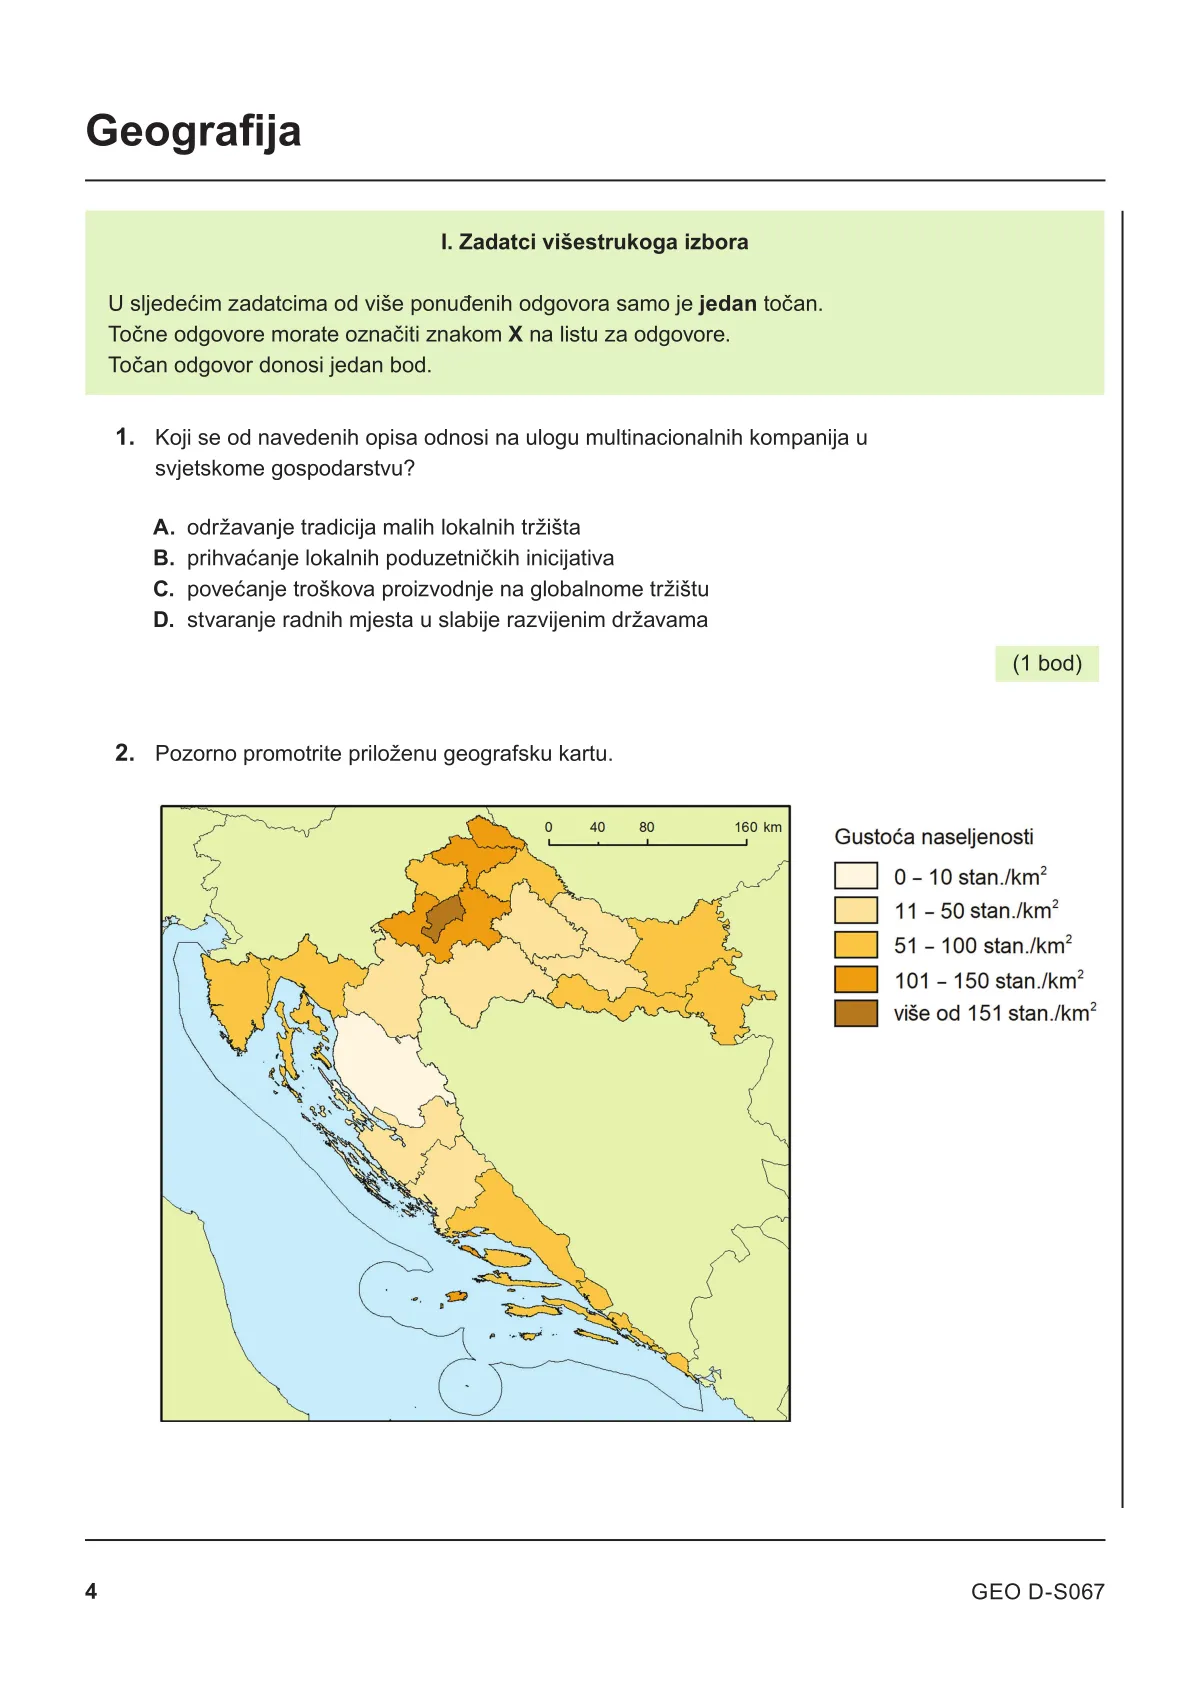 Geografija
I. Zadatci višestrukoga izbora
U sljedećim zadatcima od više ponuđenih odgovora samo je jedan točan.
Točne odgovore morate označiti znakom X na listu za odgovore.
Točan odgovor donosi jedan bod.
1. Koji se od navedenih opisa odnosi na ulogu multinacionalnih kompanija u
svjetskome gospodarstvu?
A. održavanje tradicija malih lokalnih tržišta
B. prihvaćanje lokalnih poduzetničkih inicijativa
C. povećanje troškova proizvodnje na globalnome tržištu
D. stvaranje radnih mjesta u slabije razvijenim državama
(1 bod)
2. Pozorno promotrite priloženu geografsku kartu.
0 40 80 160 km
Gustoća naseljenosti
0 – 10 stan./km²
11 – 50 stan./km²
51 – 100 stan./km²
101 – 150 stan./km²
više od 151 stan./km²
4
GEO D-S067